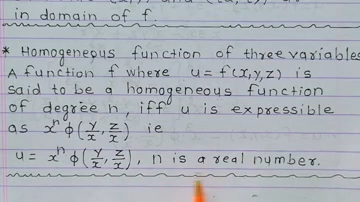 in domain of f.
* Homogeneous function of three variables
A function f where u = f(x,y,z) is
said to be a homogeneous function
of degree n, iff u is expressible
as xⁿ ϕ(y/x, z/x) ie
u = xⁿ ϕ(y/x, z/x), n is a real number.